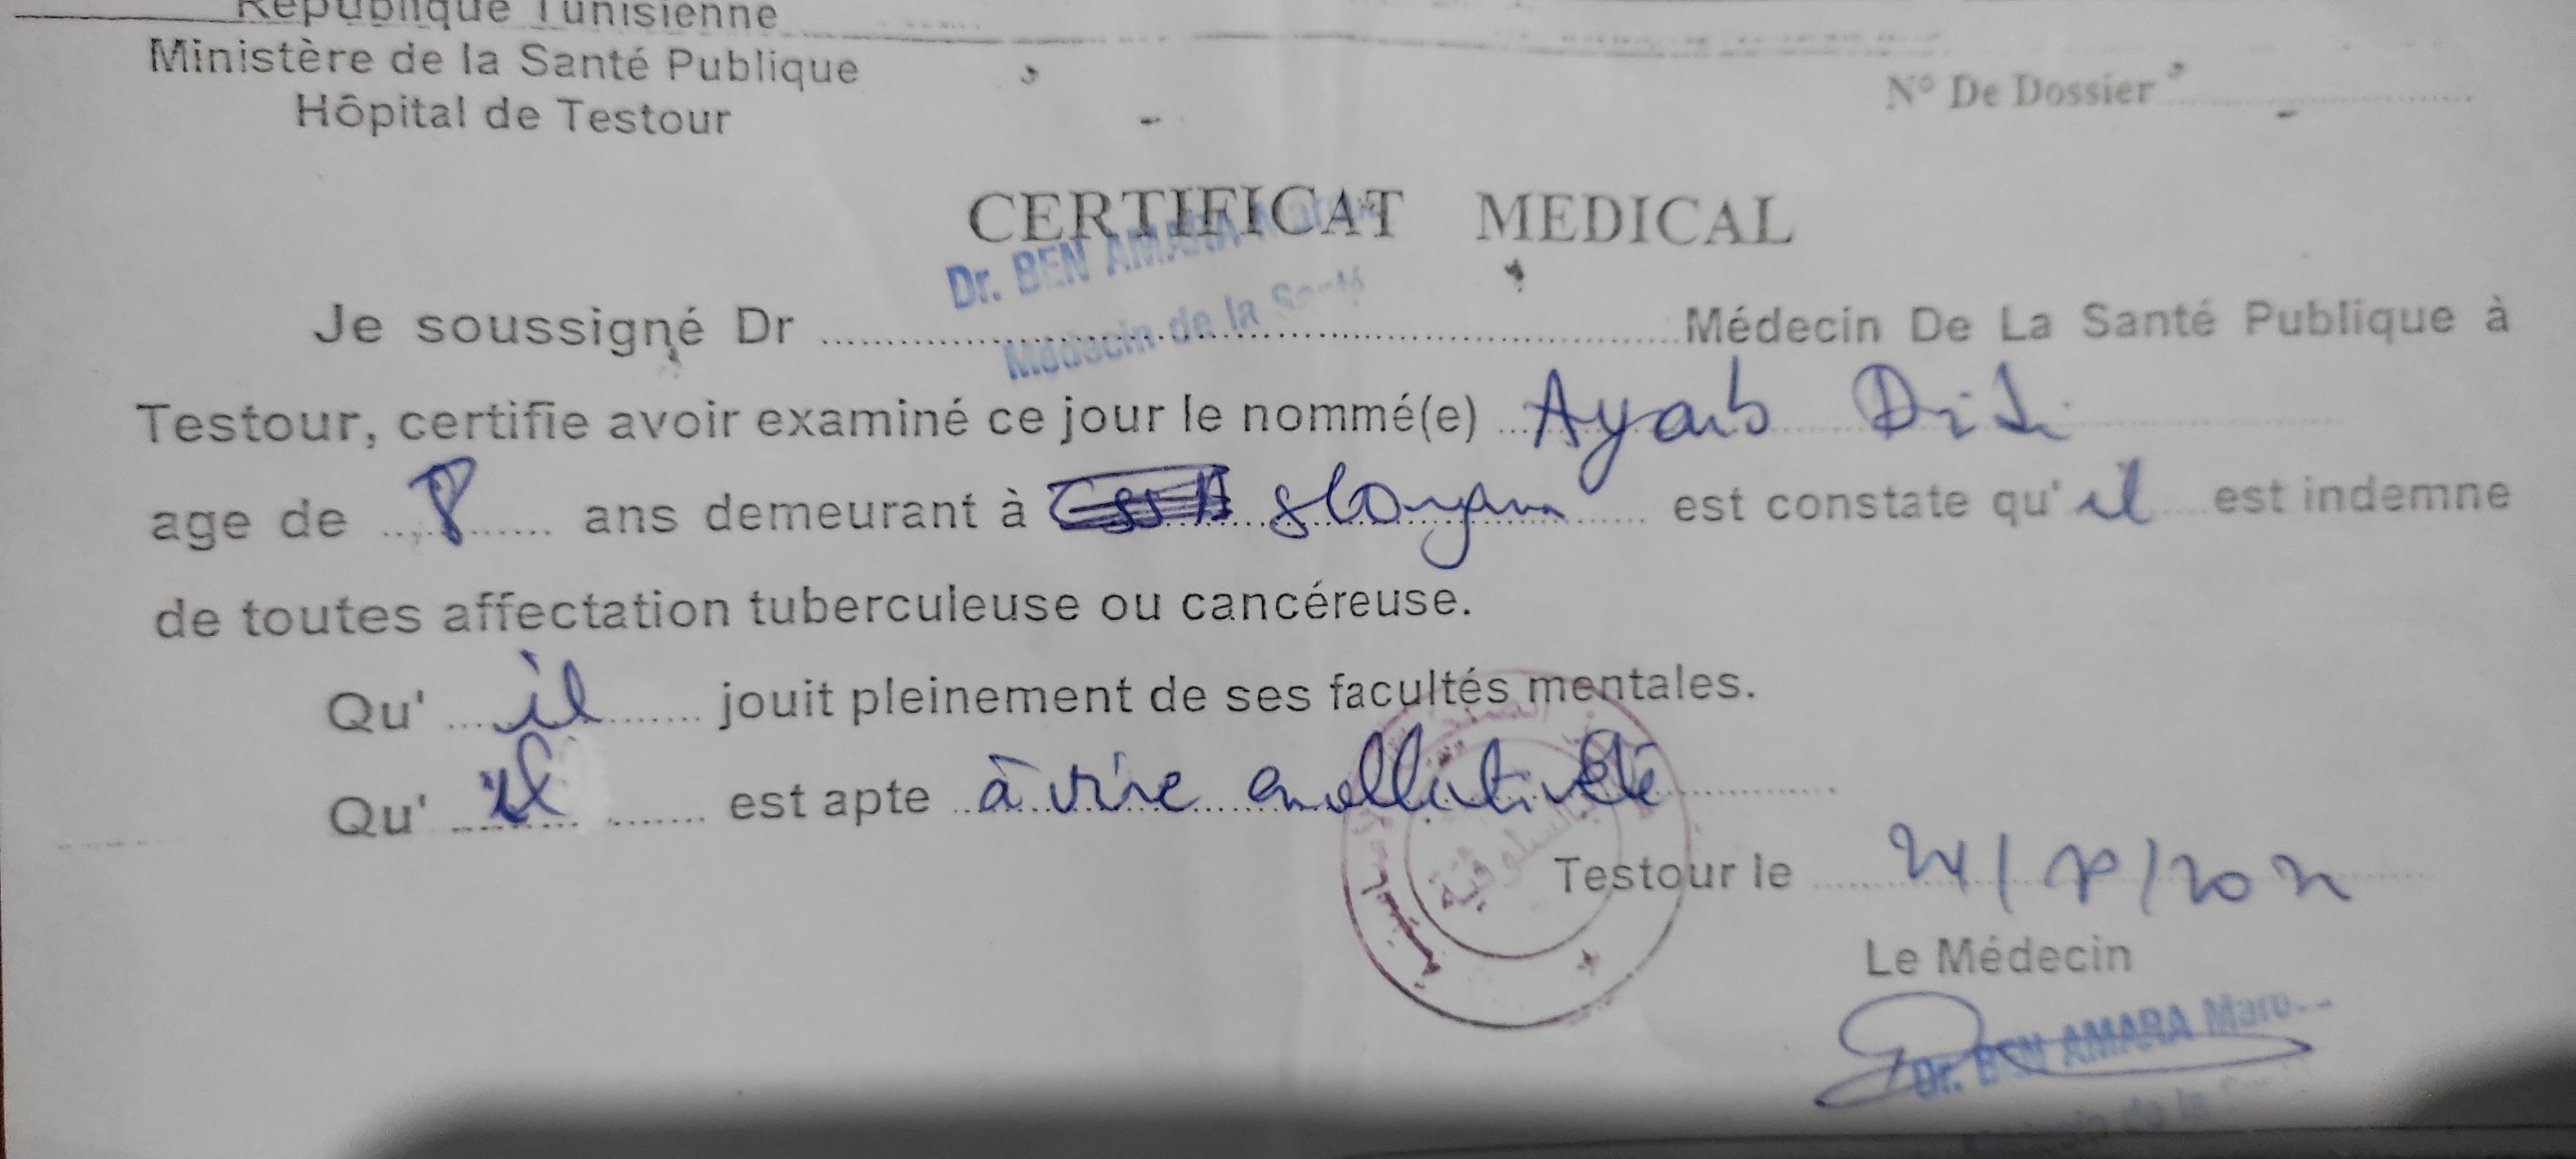 République Tunisienne
Ministère de la Santé Publique
Hôpital de Testour
N° De Dossier
CERTIFICAT MEDICAL
Dr. BEN AMARA
Médecin de la Santé
Je soussigné Dr Médecin De La Santé Publique à
Testour, certifie avoir examiné ce jour le nommé(e)
age de 8 ans demeurant à est constate qu'il est indemne
de toutes affectation tuberculeuse ou cancéreuse.
Qu' il jouit pleinement de ses facultés mentales.
Qu' il est apte à vivre en collectivité
Testour le
Le Médecin
Dr. BEN AMARA